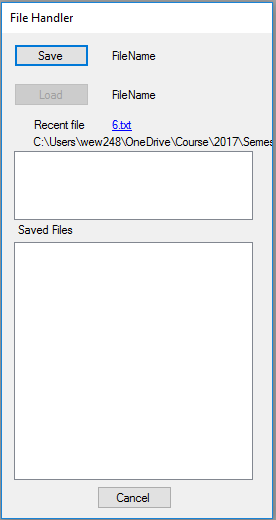 File Handler
Save FileName
Load FileName
Recent file 6.txt
C:\Users\wew248\OneDrive\Course\2017\Semes
Saved Files
Cancel